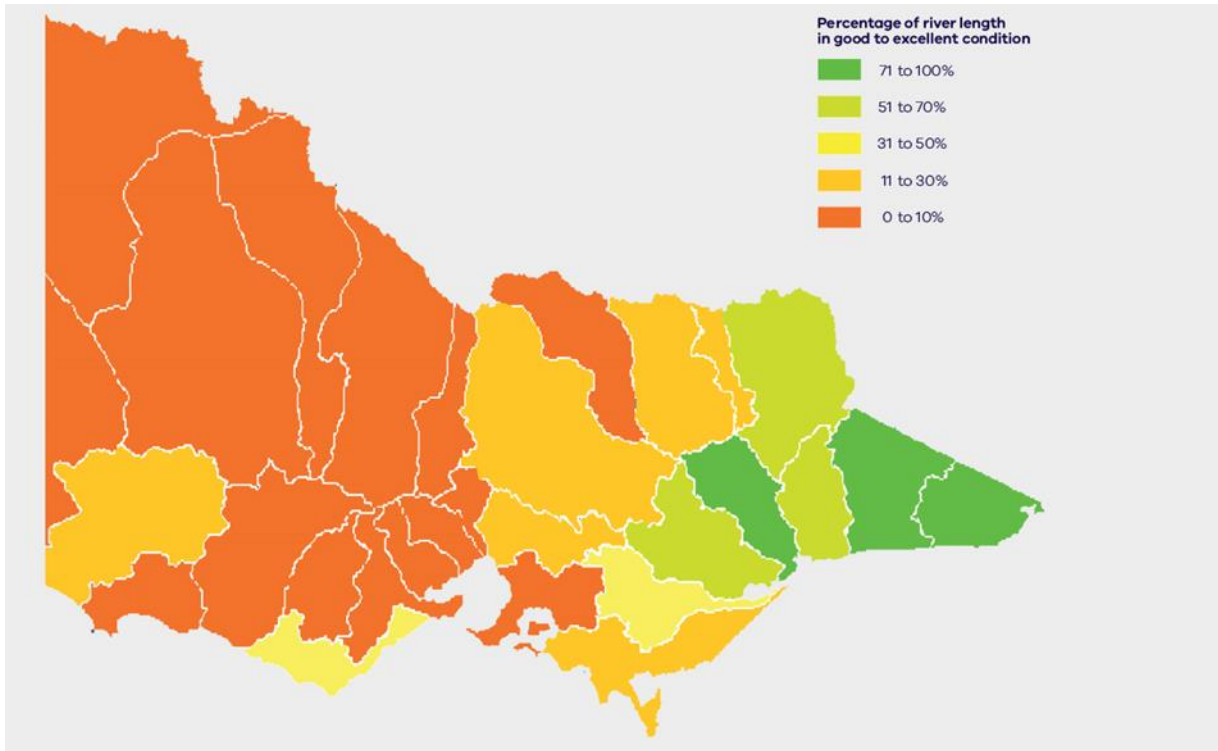 Percentage of river length
in good to excellent condition
71 to 100%
51 to 70%
31 to 50%
11 to 30%
0 to 10%